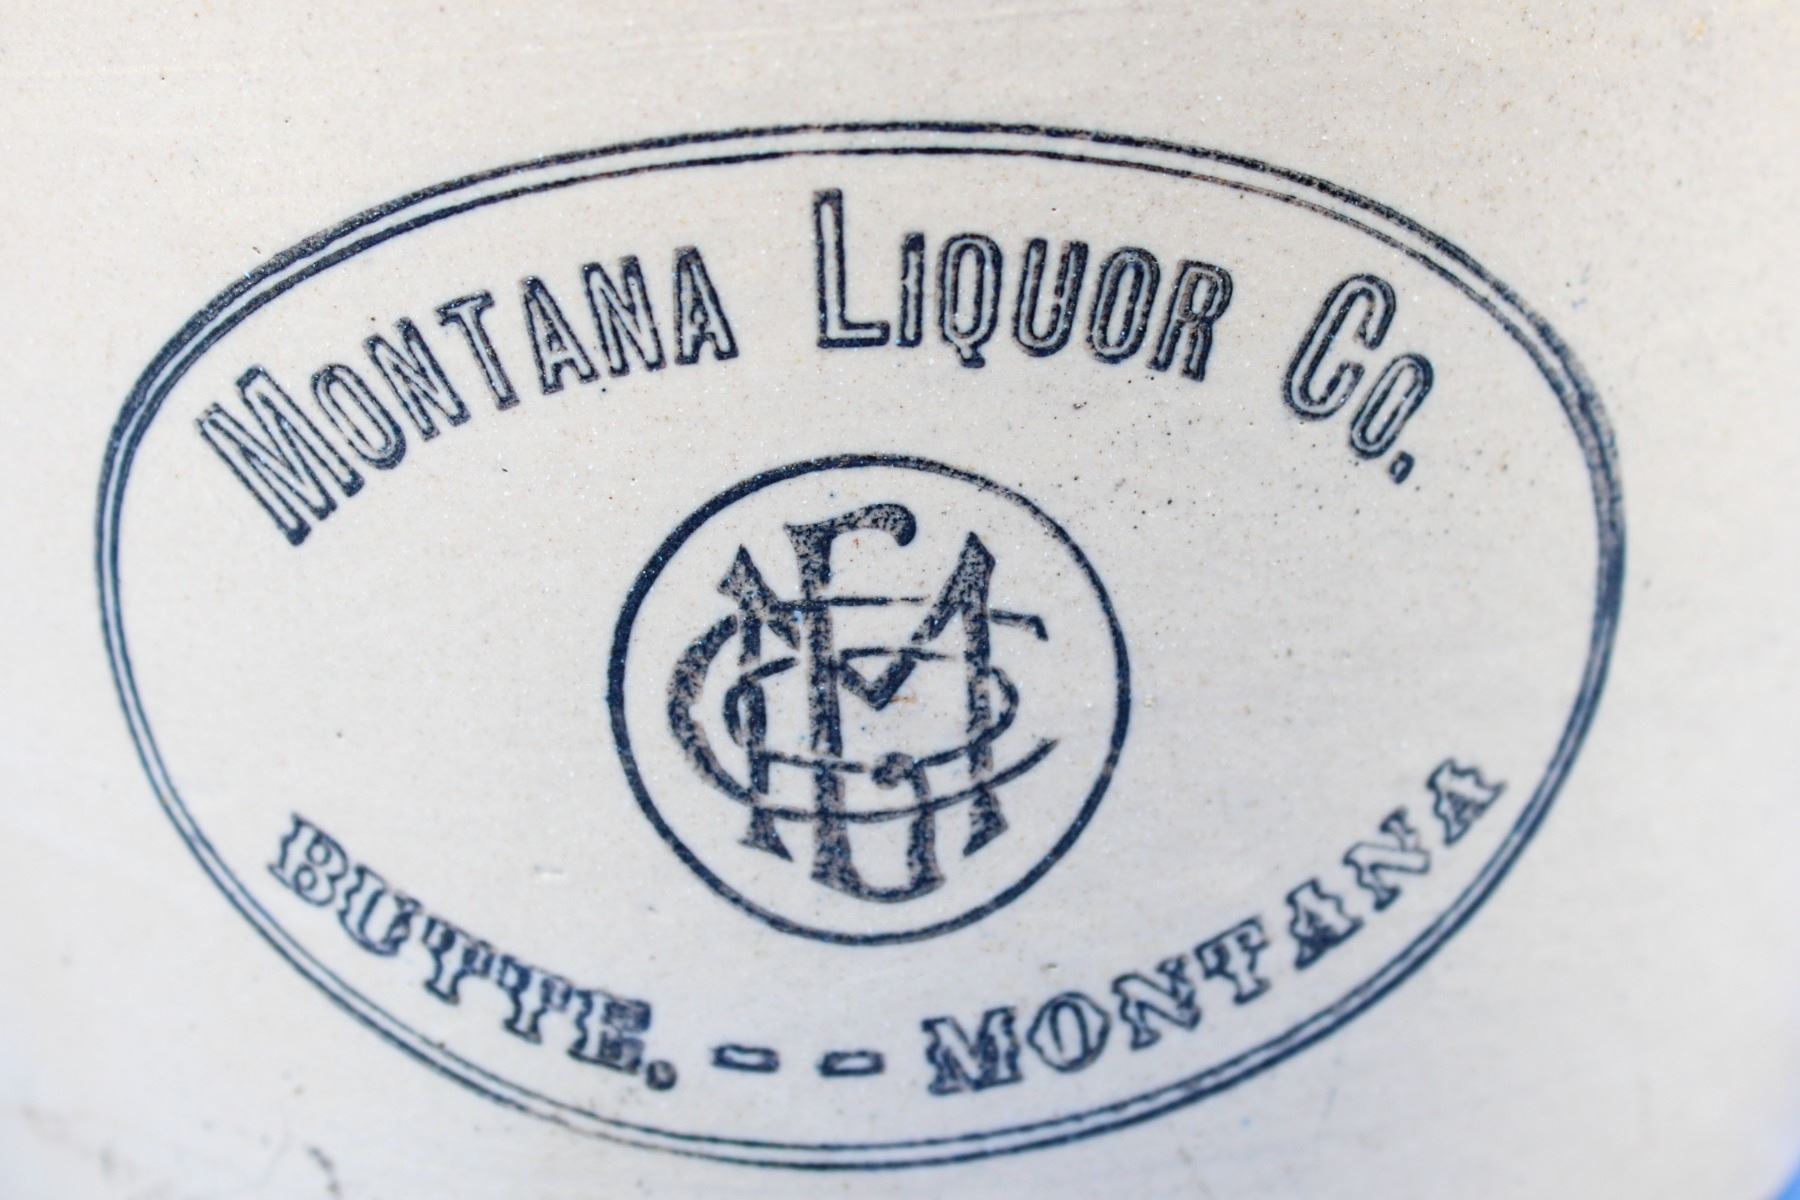 MONTANA LIQUOR CO.
BUTTE. -- MONTANA